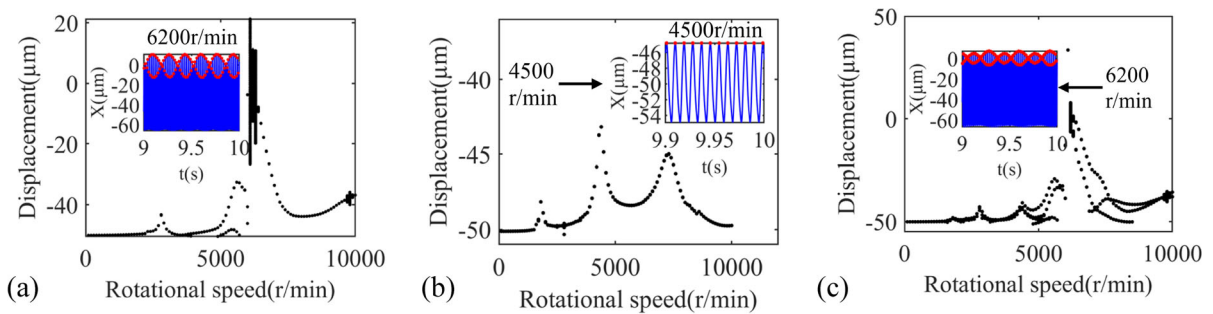 20
0
-20
-40
Displacement(μm)
0
5000
10000
Rotational speed(r/min)
(a)
6200r/min
0
-20
-40
-60
X(μm)
9
9.5
10
t(s)
-40
-45
-50
Displacement(μm)
0
5000
10000
Rotational speed(r/min)
(b)
4500
r/min
4500r/min
-46
-48
-50
-52
-54
X(μm)
9.9
9.95
10
t(s)
50
0
-50
Displacement(μm)
0
5000
10000
Rotational speed(r/min)
(c)
0
-20
-40
-60
X(μm)
9
9.5
10
t(s)
6200
r/min